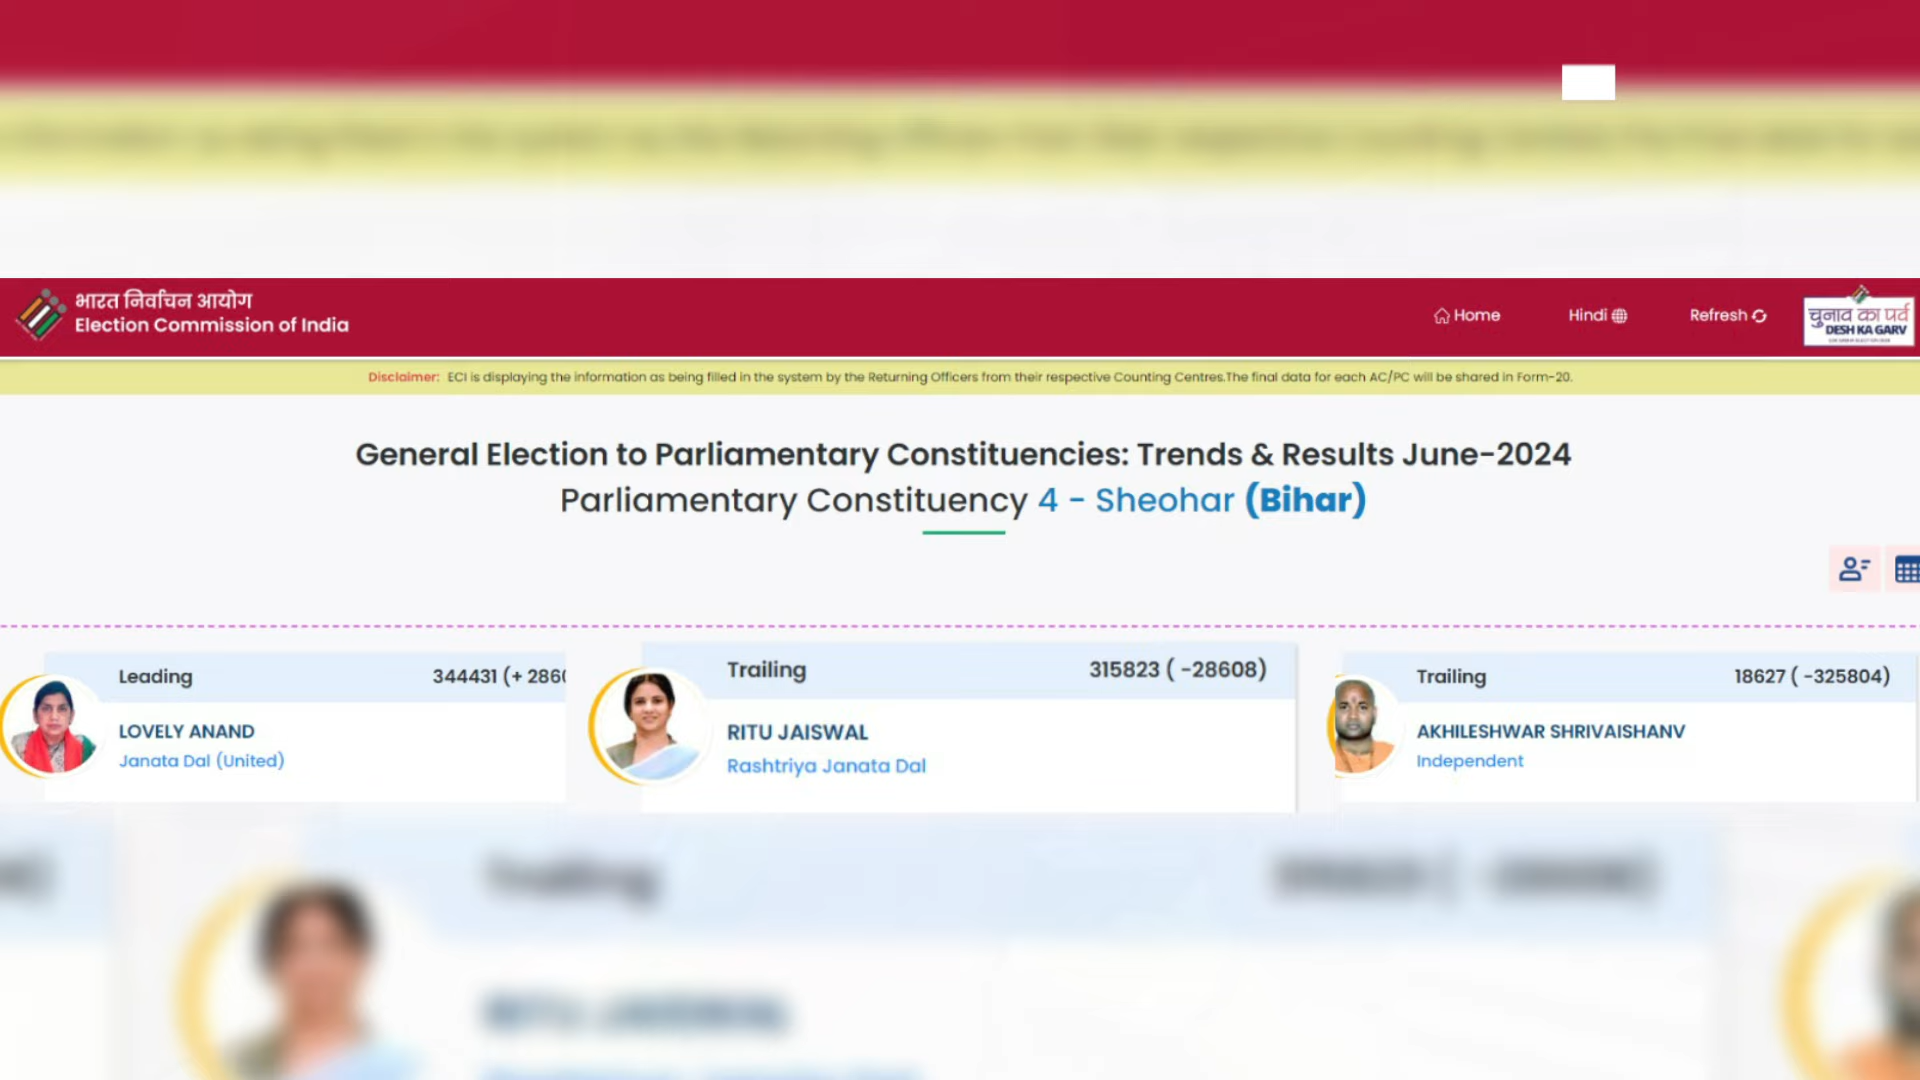 भारत निर्वाचन आयोग
Election Commission of India
Home
Hindi
Refresh
चुनाव का पर्व
DESH KA GARV
Disclaimer: ECI is displaying the information as being filled in the system by the Returning Officers from their respective Counting Centres.The final data for each AC/PC will be shared in Form-20.
General Election to Parliamentary Constituencies: Trends & Results June-2024
Parliamentary Constituency 4 - Sheohar (Bihar)
Leading 344431 (+ 2860
LOVELY ANAND
Janata Dal (United)
Trailing 315823 ( -28608)
RITU JAISWAL
Rashtriya Janata Dal
Trailing 18627 ( -325804)
AKHILESHWAR SHRIVAISHANV
Independent
Trailing
RITU JAISWAL